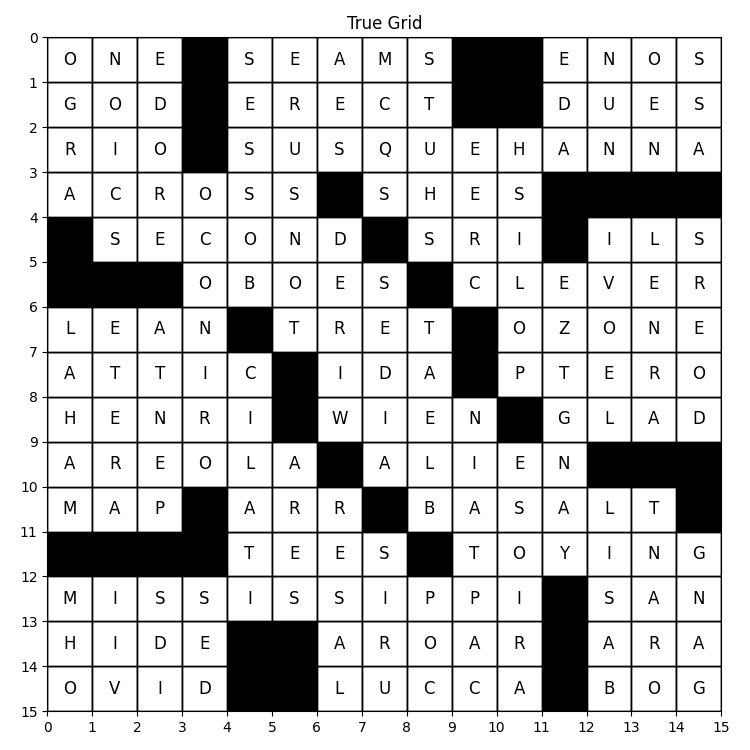 True Grid
0 O N E S E A M S E N O S
1 G O D E R E C T D U E S
2 R I O S U S Q U E H A N N A
3 A C R O S S S H E S
4 S E C O N D S R I I L S
5 O B O E S C L E V E R
6 L E A N T R E T O Z O N E
7 A T T I C I D A P T E R O
8 H E N R I W I E N G L A D
9 A R E O L A A L I E N
10 M A P A R R B A S A L T
11 T E E S T O Y I N G
12 M I S S I S S I P P I S A N
13 H I D E A R O A R A R A
14 O V I D L U C C A B O G
15
0 1 2 3 4 5 6 7 8 9 10 11 12 13 14 15